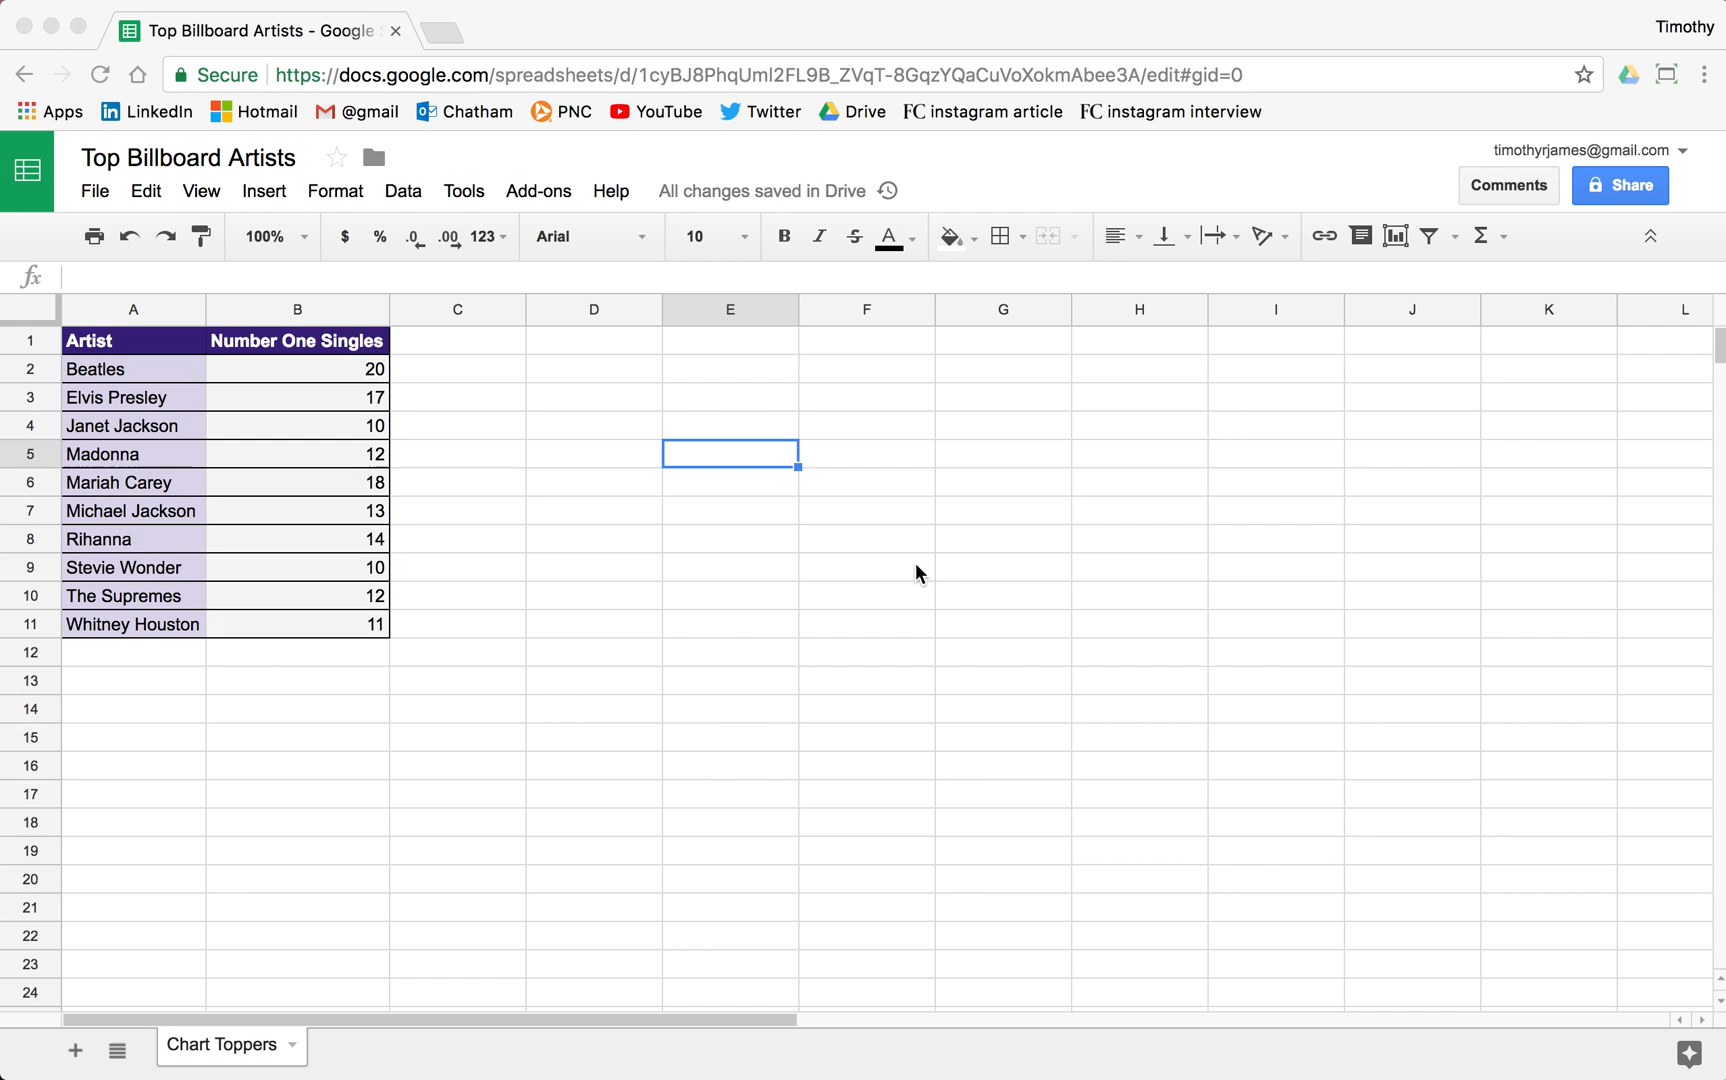 Top Billboard Artists - Google
Timothy
Secure https://docs.google.com/spreadsheets/d/1cyBJ8PhqUml2FL9B_ZVqT-8GqzYQaCuVoXokmAbee3A/edit#gid=0
Apps LinkedIn Hotmail @gmail Chatham PNC YouTube Twitter Drive FC instagram article FC instagram interview
Top Billboard Artists
timothyrjames@gmail.com
File Edit View Insert Format Data Tools Add-ons Help All changes saved in Drive
Comments Share
100% $ % .0 .00 123 Arial 10 B I S A Σ
fx
A B C D E F G H I J K L
1 Artist Number One Singles
2 Beatles 20
3 Elvis Presley 17
4 Janet Jackson 10
5 Madonna 12
6 Mariah Carey 18
7 Michael Jackson 13
8 Rihanna 14
9 Stevie Wonder 10
10 The Supremes 12
11 Whitney Houston 11
12
13
14
15
16
17
18
19
20
21
22
23
24
Chart Toppers